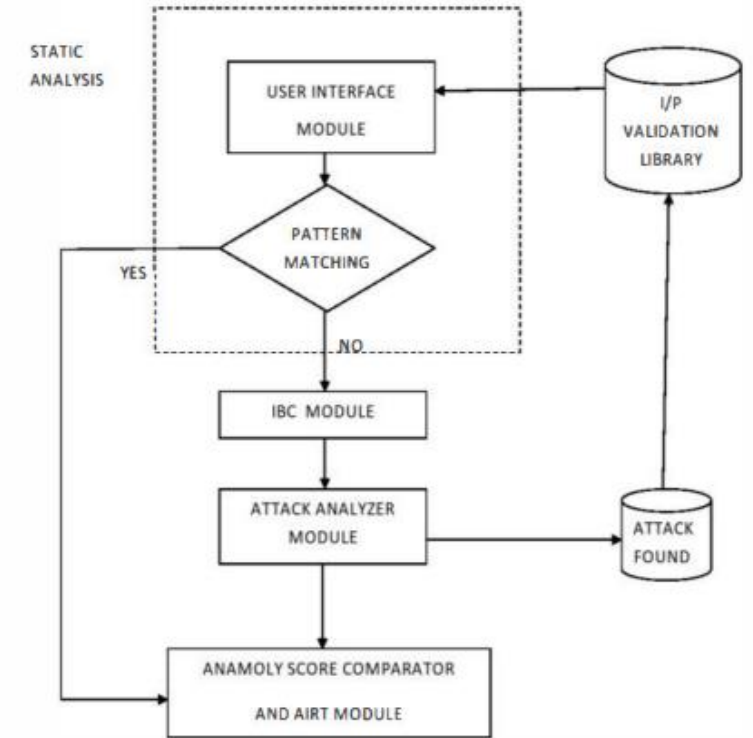 STATIC
ANALYSIS
USER INTERFACE
MODULE
I/P
VALIDATION
LIBRARY
PATTERN
MATCHING
YES
NO
IBC MODULE
ATTACK ANALYZER
MODULE
ATTACK
FOUND
ANAMOLY SCORE COMPARATOR
AND AIRT MODULE